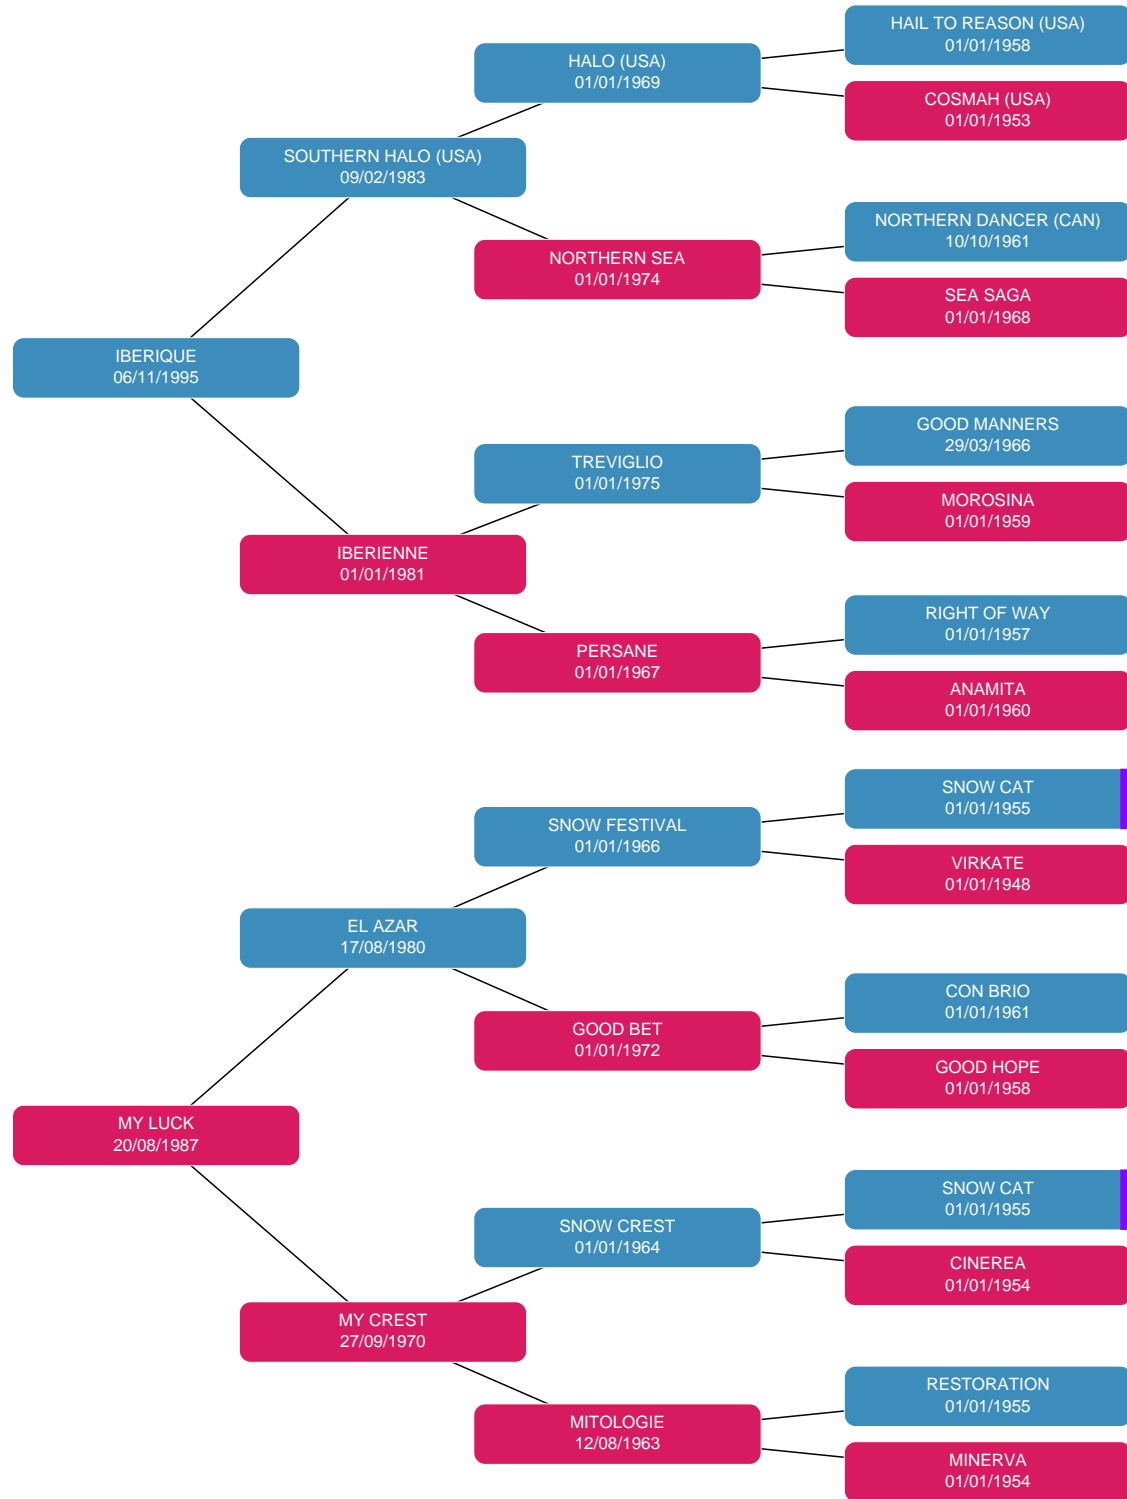 HAIL TO REASON (USA)
01/01/1958
HALO (USA)
01/01/1969
COSMAH (USA)
01/01/1953
SOUTHERN HALO (USA)
09/02/1983
NORTHERN DANCER (CAN)
10/10/1961
NORTHERN SEA
01/01/1974
SEA SAGA
01/01/1968
IBERIQUE
06/11/1995
GOOD MANNERS
29/03/1966
TREVIGLIO
01/01/1975
MOROSINA
01/01/1959
IBERIENNE
01/01/1981
RIGHT OF WAY
01/01/1957
PERSANE
01/01/1967
ANAMITA
01/01/1960
SNOW CAT
01/01/1955
SNOW FESTIVAL
01/01/1966
VIRKATE
01/01/1948
EL AZAR
17/08/1980
CON BRIO
01/01/1961
GOOD BET
01/01/1972
GOOD HOPE
01/01/1958
MY LUCK
20/08/1987
SNOW CAT
01/01/1955
SNOW CREST
01/01/1964
CINEREA
01/01/1954
MY CREST
27/09/1970
RESTORATION
01/01/1955
MITOLOGIE
12/08/1963
MINERVA
01/01/1954